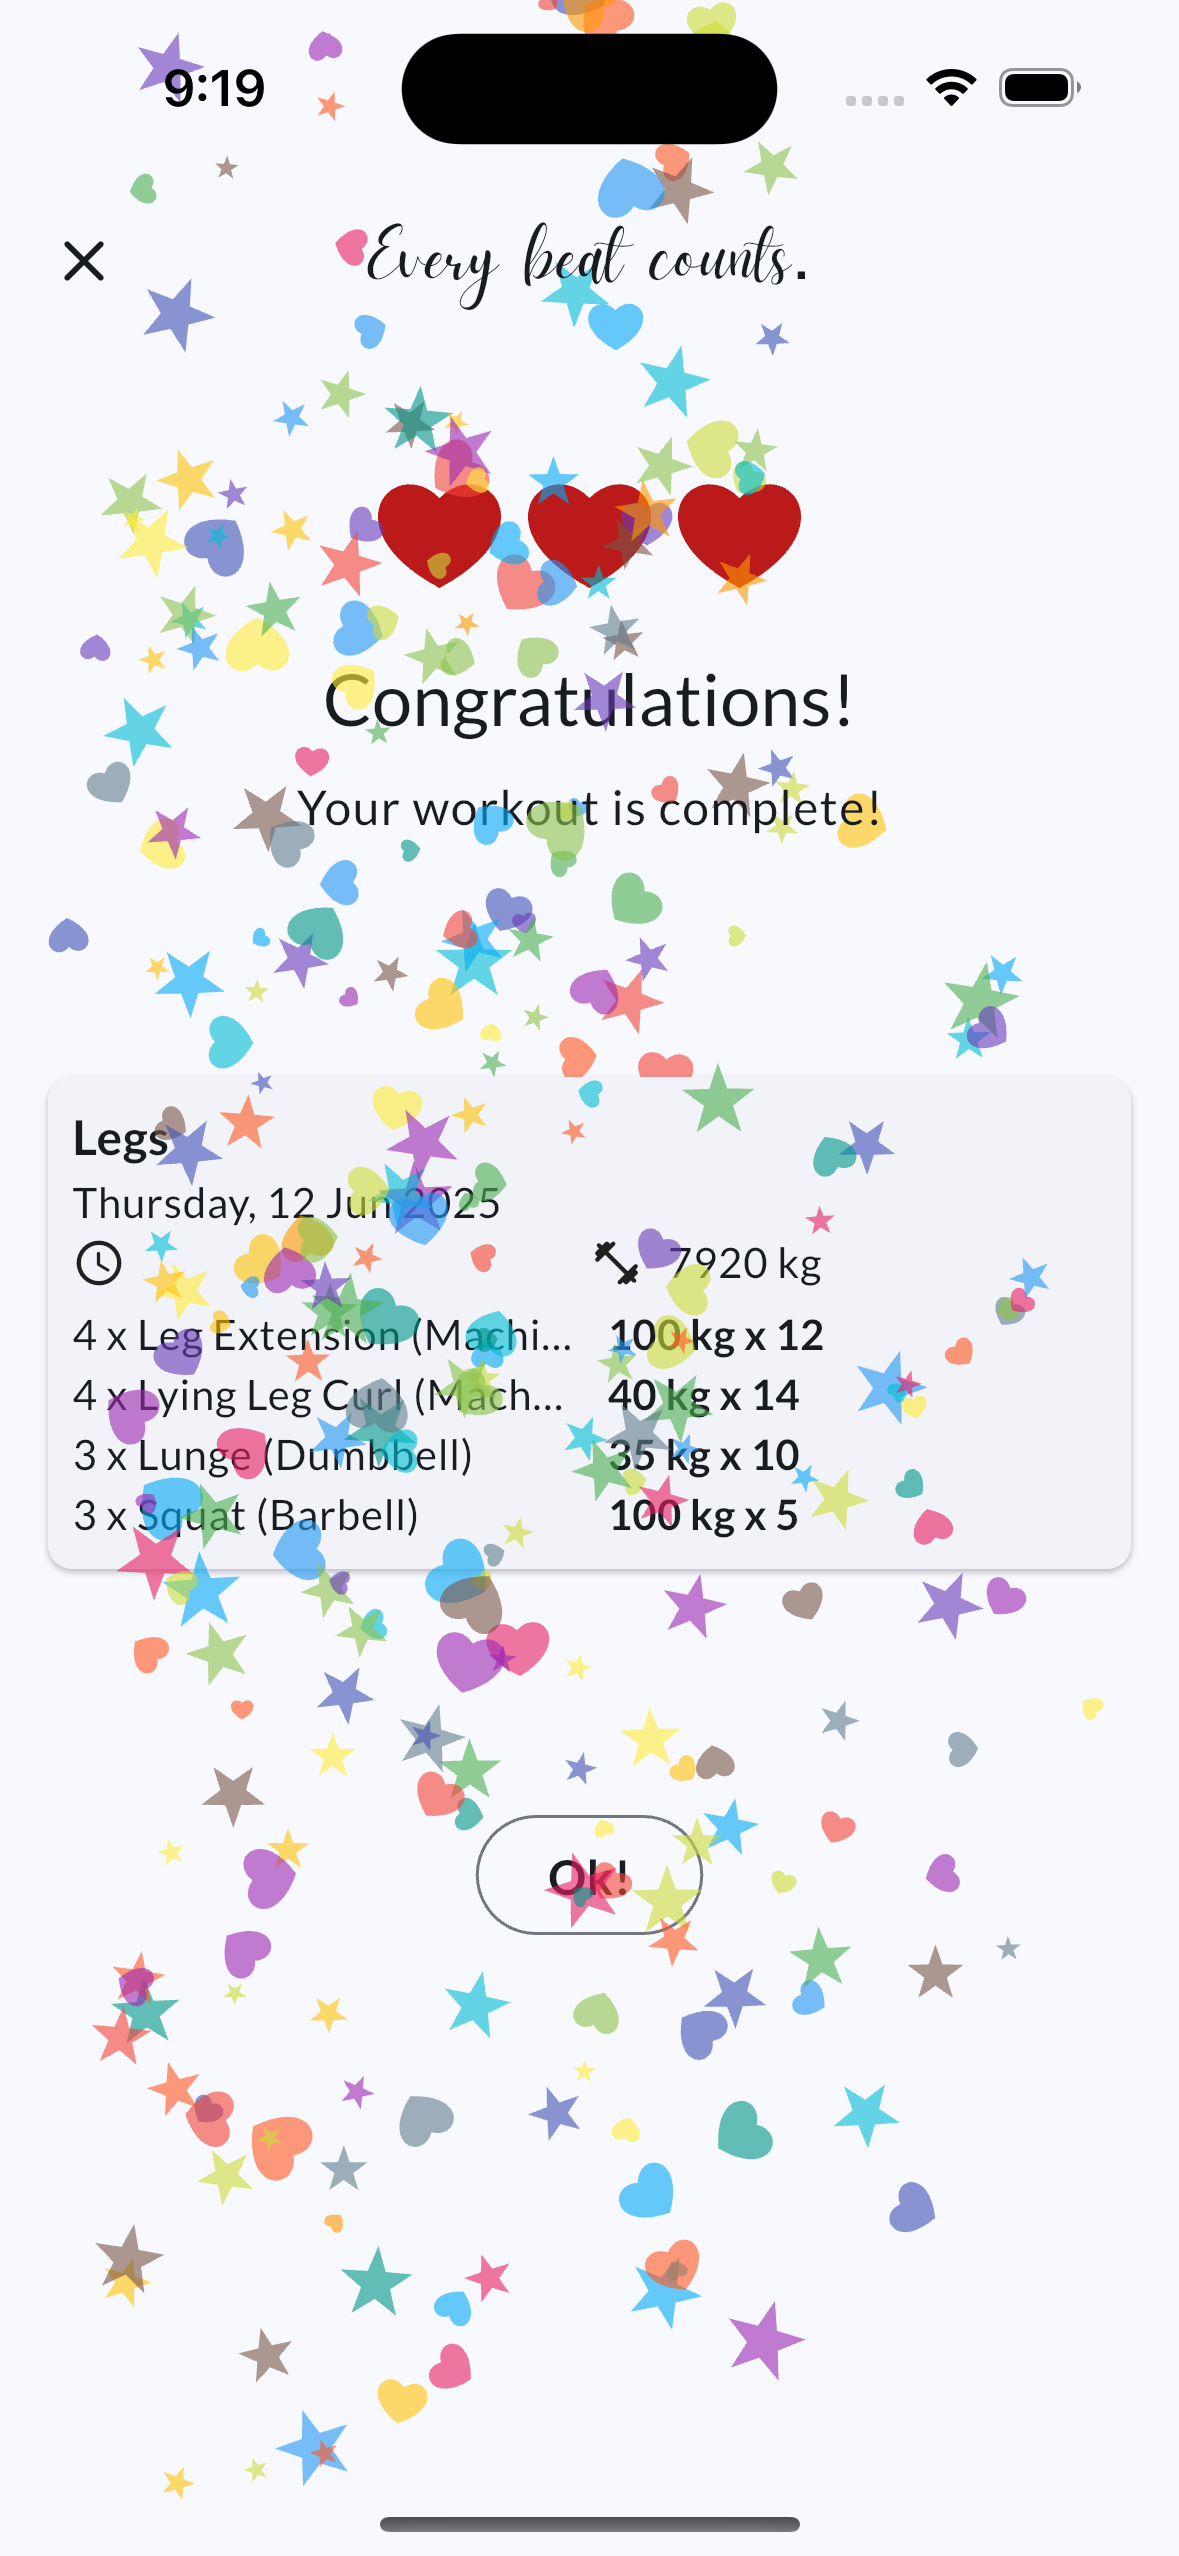 9:19
Every beat counts.
Congratulations!
Your workout is complete!
Legs
Thursday, 12 Jun 2025
7920 kg
4 x Leg Extension (Machi... 100 kg x 12
4 x Lying Leg Curl (Mach... 40 kg x 14
3 x Lunge (Dumbbell) 35 kg x 10
3 x Squat (Barbell) 100 kg x 5
Ok!